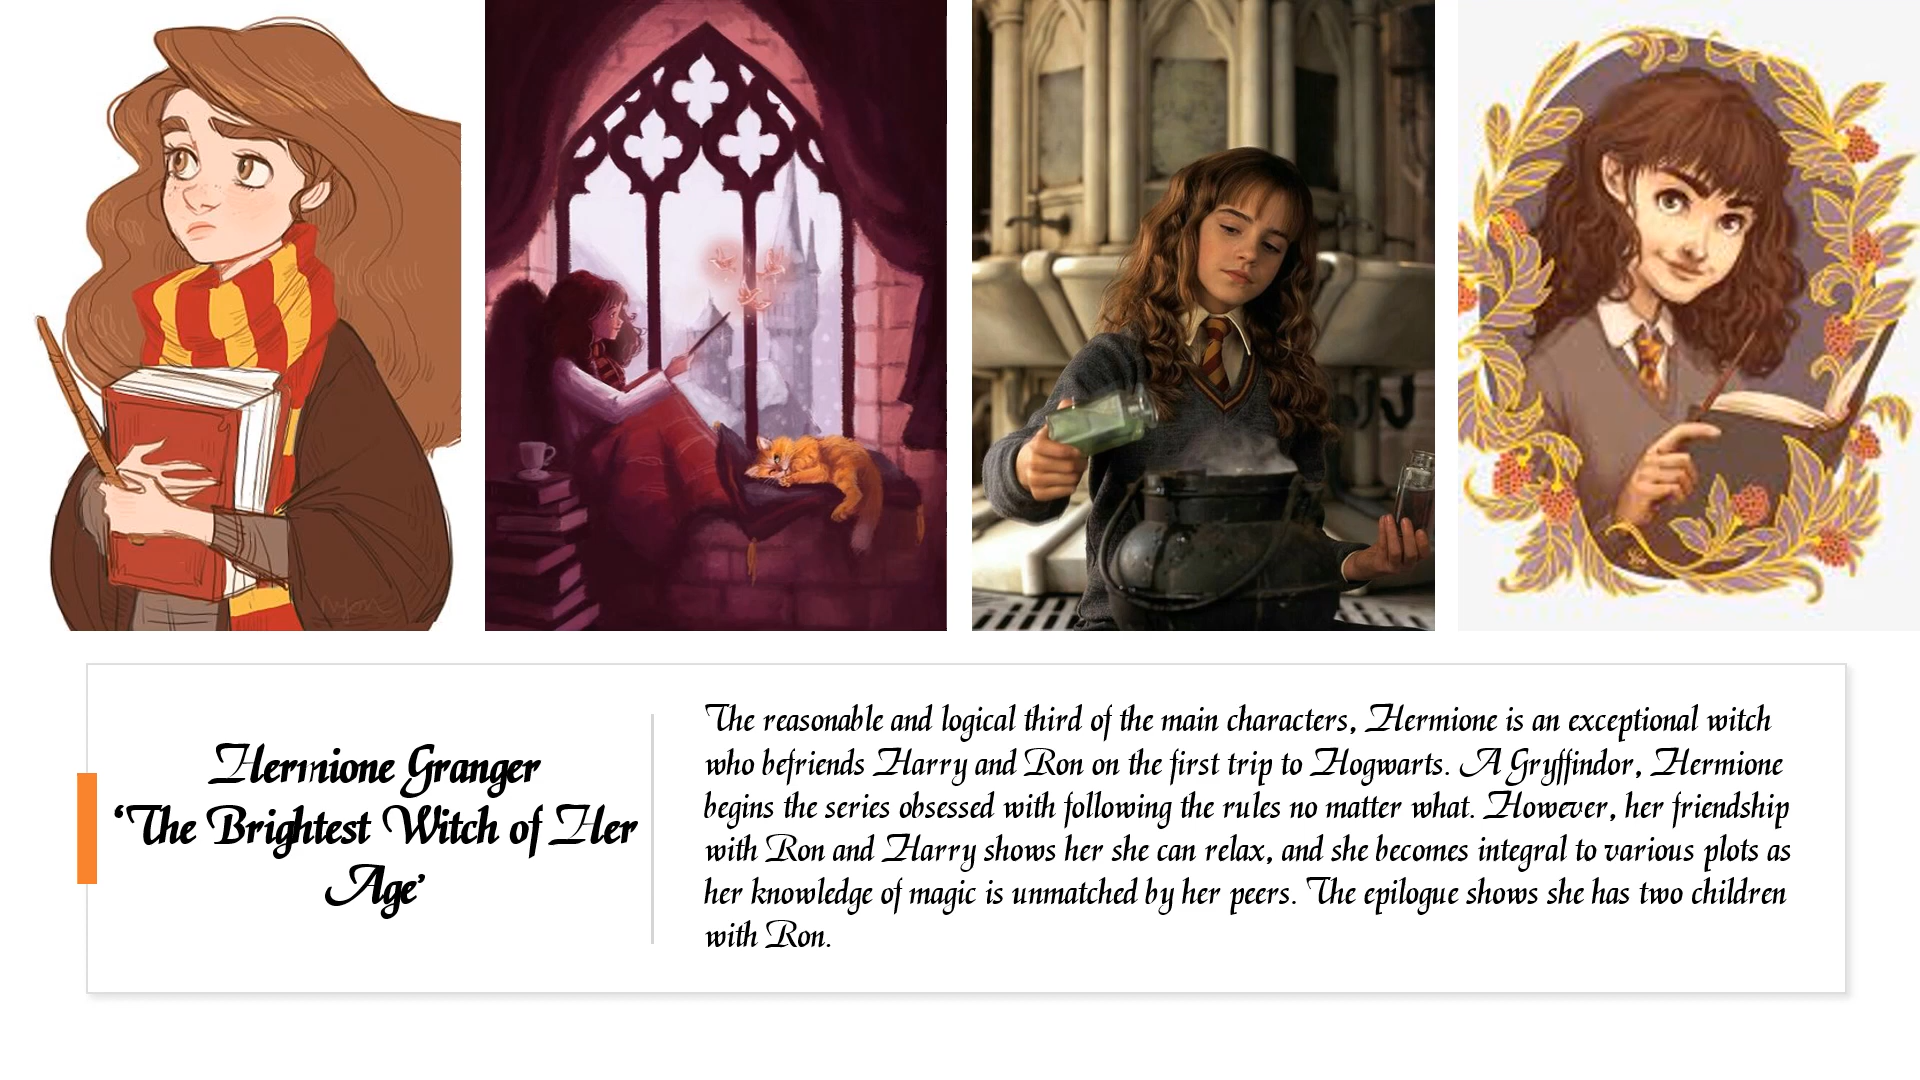 Hermione Granger
‘The Brightest Witch of Her
Age’
The reasonable and logical third of the main characters, Hermione is an exceptional witch
who befriends Harry and Ron on the first trip to Hogwarts. A Gryffindor, Hermione
begins the series obsessed with following the rules no matter what. However, her friendship
with Ron and Harry shows her she can relax, and she becomes integral to various plots as
her knowledge of magic is unmatched by her peers. The epilogue shows she has two children
with Ron.